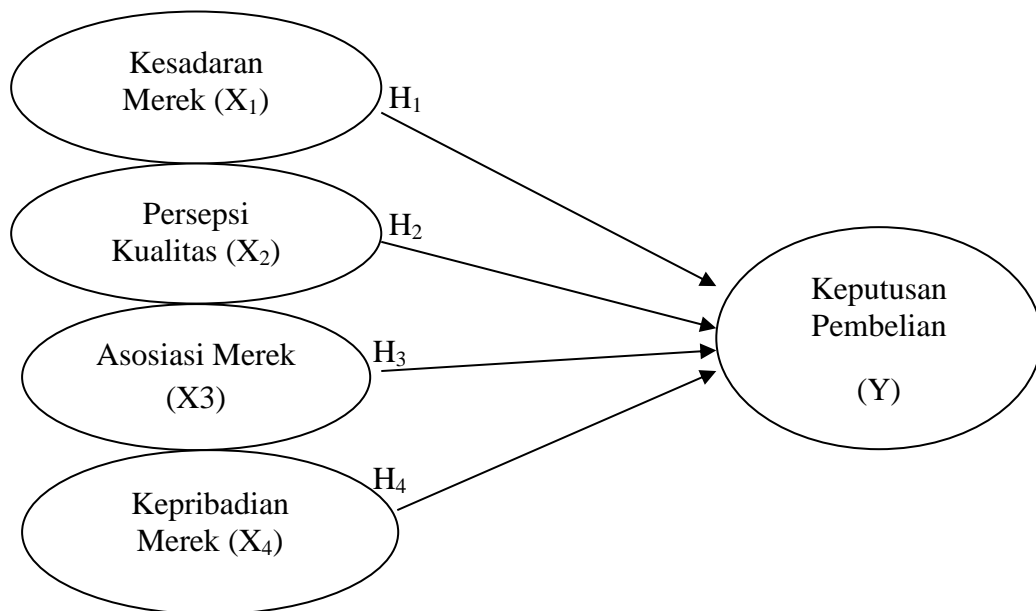 Kesadaran
Merek (X₁)
H₁
Persepsi
Kualitas (X₂)
H₂
Asosiasi Merek
(X3)
H₃
Kepribadian
Merek (X₄)
H₄
Keputusan
Pembelian
(Y)